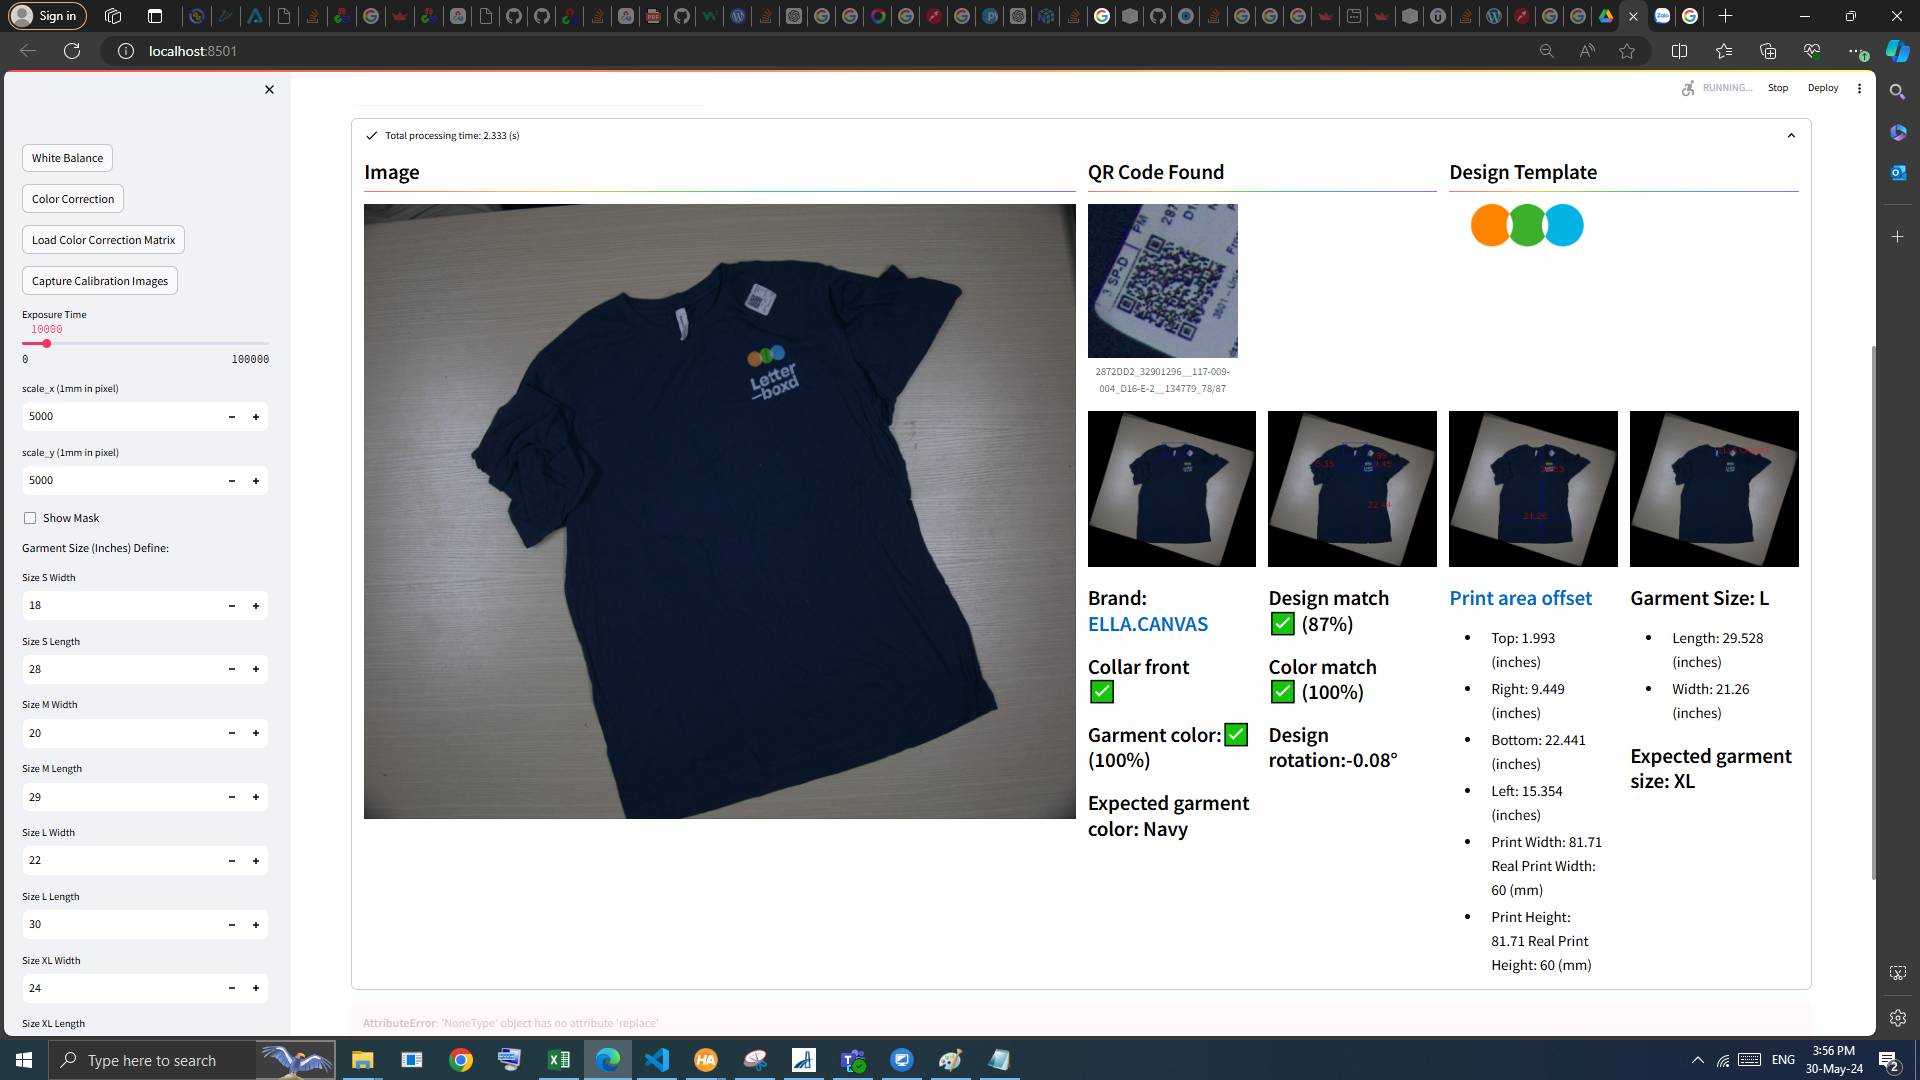 Sign in
localhost:8501
RUNNING...
Stop
Deploy
White Balance
Color Correction
Load Color Correction Matrix
Capture Calibration Images
Exposure Time
10000
0
100000
scale_x (1mm in pixel)
5000
scale_y (1mm in pixel)
5000
Show Mask
Garment Size (Inches) Define:
Size S Width
18
Size S Length
28
Size M Width
20
Size M Length
29
Size L Width
22
Size L Length
30
Size XL Width
24
Size XL Length
Total processing time: 2.333 (s)
Image
Letter
–boxd
QR Code Found
SP-D
PM
2872DD2_32901296__117-009-
004_D16-E-2__134779_78/87
Design Template
22.44
21.26
Brand:
ELLA.CANVAS
Collar front
Garment color:
(100%)
Expected garment
color: Navy
Design match
(87%)
Color match
(100%)
Design
rotation:-0.08°
Print area offset
Top: 1.993
(inches)
Right: 9.449
(inches)
Bottom: 22.441
(inches)
Left: 15.354
(inches)
Print Width: 81.71
Real Print Width:
60 (mm)
Print Height:
81.71 Real Print
Height: 60 (mm)
Garment Size: L
Length: 29.528
(inches)
Width: 21.26
(inches)
Expected garment
size: XL
AttributeError: 'NoneType' object has no attribute 'replace'
Type here to search
ENG
3:56 PM
30-May-24
2